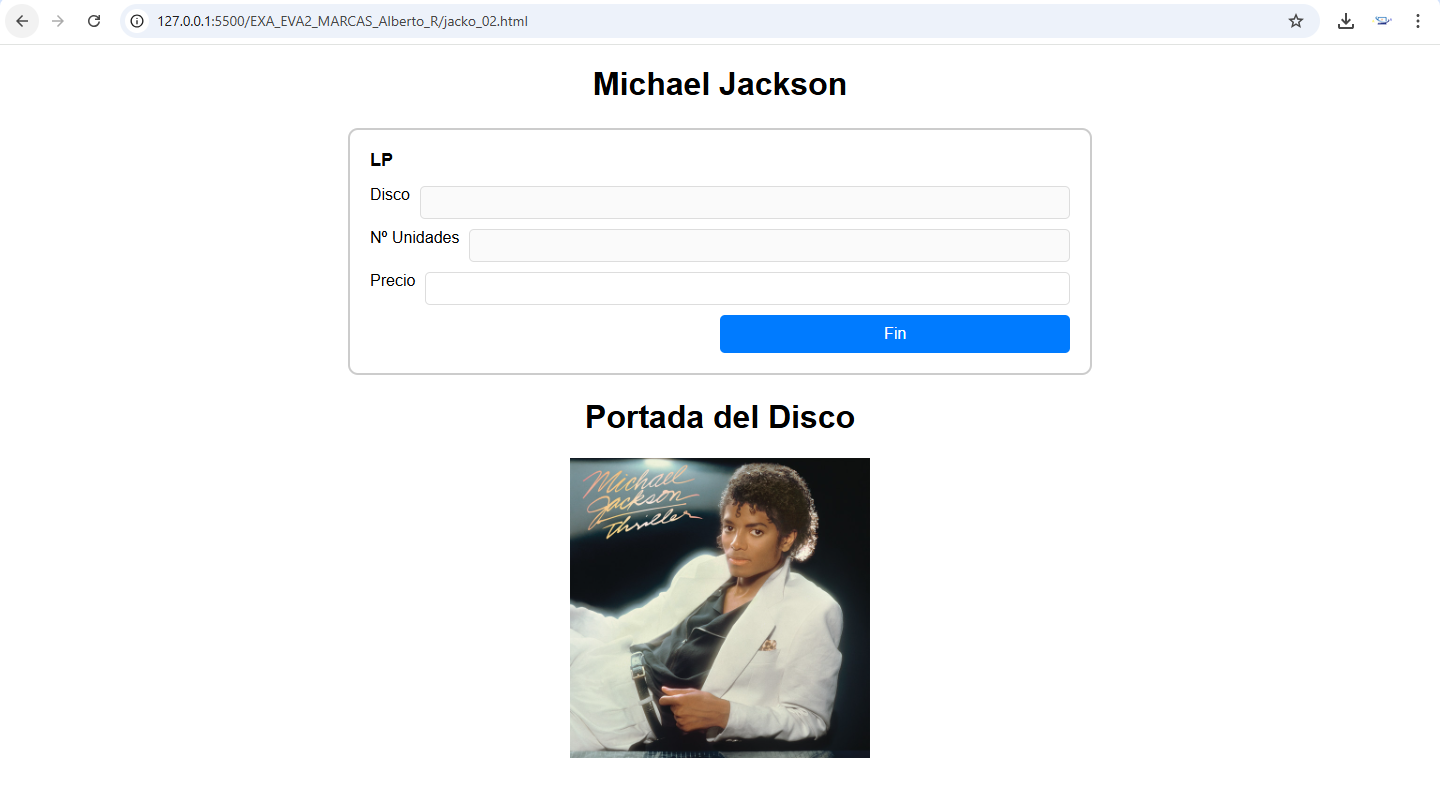 127.0.0.1:5500/EXA_EVA2_MARCAS_Alberto_R/jacko_02.html
Michael Jackson
LP
Disco
Nº Unidades
Precio
Fin
Portada del Disco
Michael
Jackson
Thriller